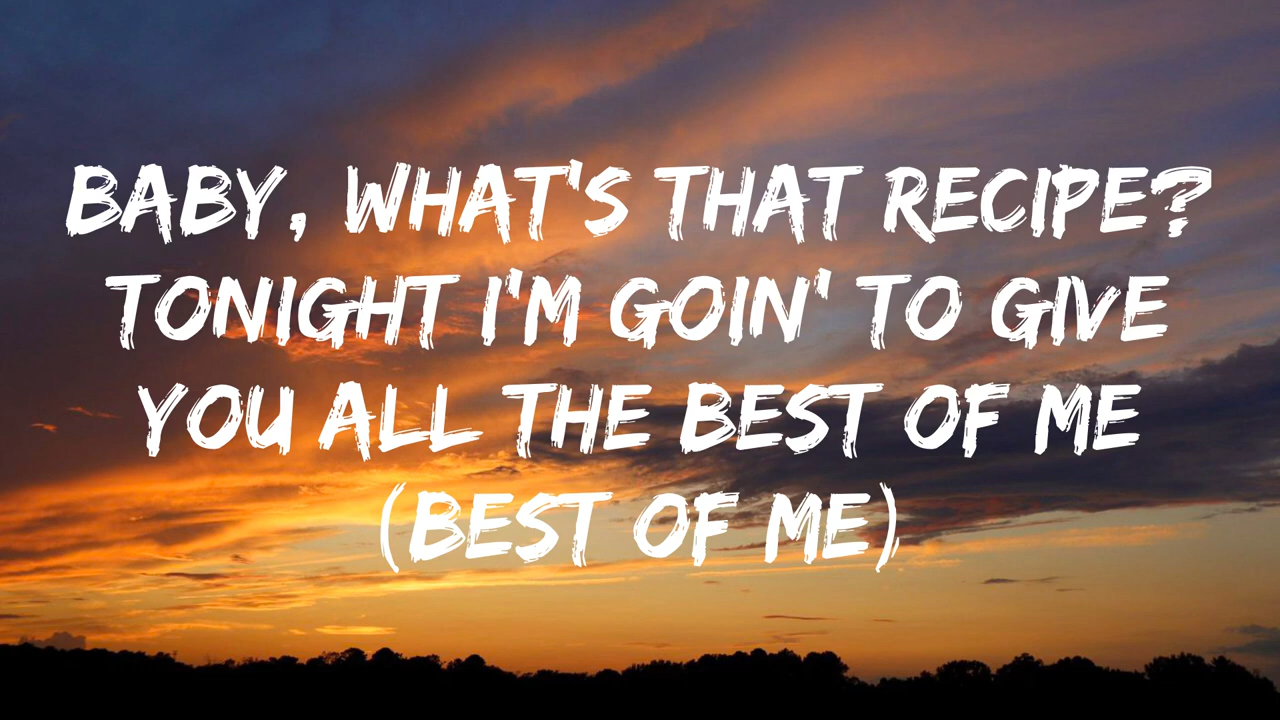 BABY, WHAT'S THAT RECIPE?
TONIGHT I'M GOIN' TO GIVE
YOU ALL THE BEST OF ME
(BEST OF ME)